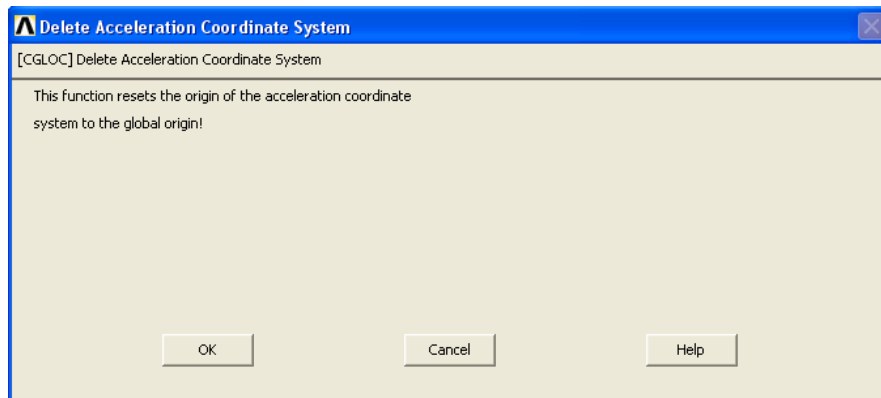 Delete Acceleration Coordinate System
[CGLOC] Delete Acceleration Coordinate System
This function resets the origin of the acceleration coordinate
system to the global origin!
OK Cancel Help